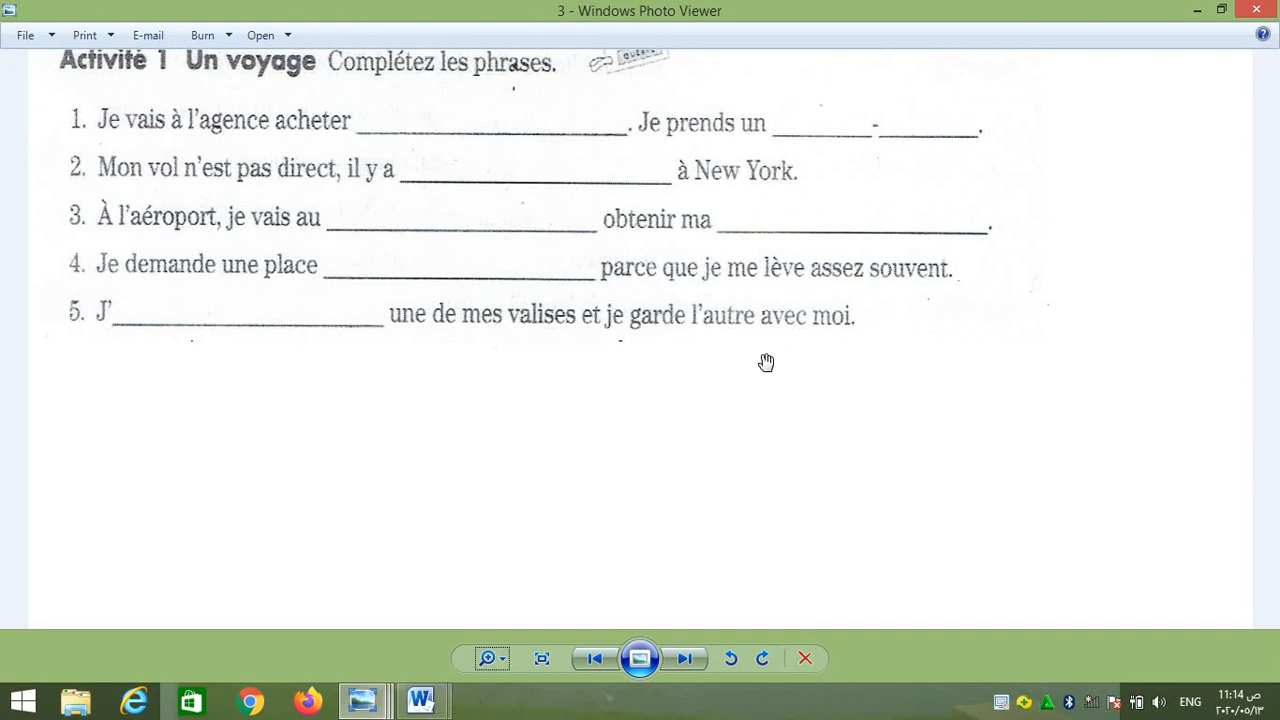 3 - Windows Photo Viewer
File Print E-mail Burn Open
Activité 1 Un voyage Complétez les phrases.
1. Je vais à l'agence acheter ____________. Je prends un ______-______.
2. Mon vol n'est pas direct, il y a ____________ à New York.
3. À l'aéroport, je vais au ____________ obtenir ma ____________.
4. Je demande une place ____________ parce que je me lève assez souvent.
5. J'____________ une de mes valises et je garde l'autre avec moi.
ENG
11:14 ص
٢٠٢٠/٠٥/١٣